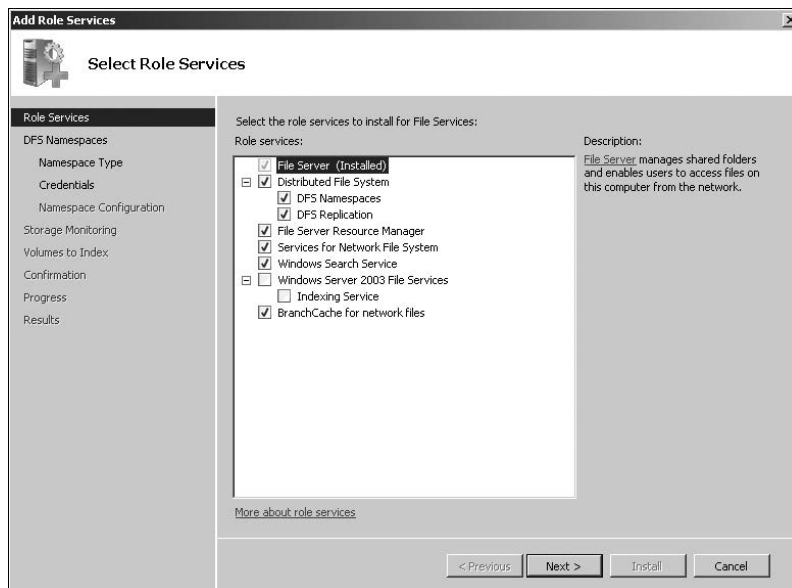 Add Role Services
Select Role Services
Role Services
DFS Namespaces
Namespace Type
Credentials
Namespace Configuration
Storage Monitoring
Volumes to Index
Confirmation
Progress
Results
Select the role services to install for File Services:
Role services:
File Server (Installed)
Distributed File System
DFS Namespaces
DFS Replication
File Server Resource Manager
Services for Network File System
Windows Search Service
Windows Server 2003 File Services
Indexing Service
BranchCache for network files
More about role services
Description:
File Server manages shared folders
and enables users to access files on
this computer from the network.
< Previous
Next >
Install
Cancel